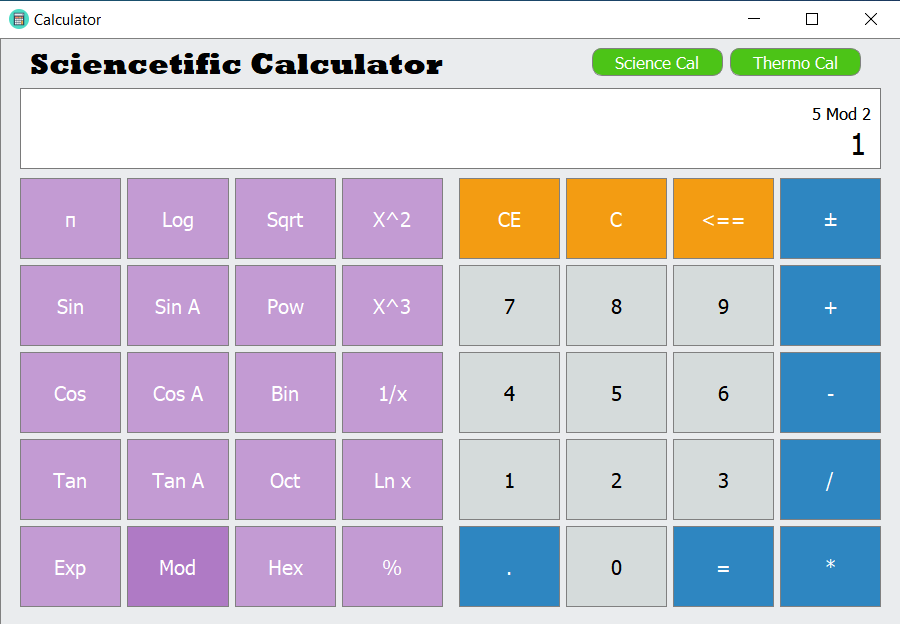 Calculator
Sciencetific Calculator Science Cal Thermo Cal
5 Mod 2
1
π Log Sqrt X^2 CE C <== ±
Sin Sin A Pow X^3 7 8 9 +
Cos Cos A Bin 1/x 4 5 6 -
Tan Tan A Oct Ln x 1 2 3 /
Exp Mod Hex % . 0 = *